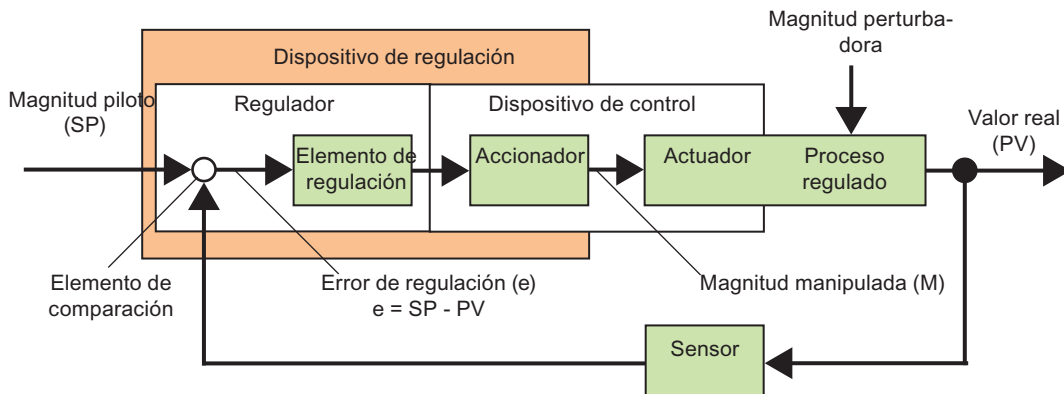 Magnitud perturba-
dora
Dispositivo de regulación
Magnitud piloto
(SP)
Regulador
Dispositivo de control
Valor real
(PV)
Elemento de
regulación
Accionador
Actuador
Proceso
regulado
Elemento de
comparación
Error de regulación (e)
e = SP - PV
Magnitud manipulada (M)
Sensor